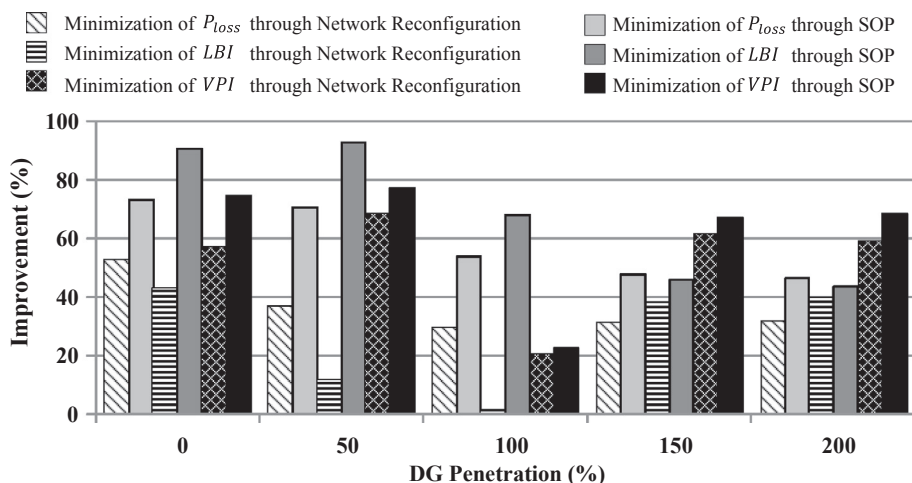 Minimization of P_loss through Network Reconfiguration
Minimization of P_loss through SOP
Minimization of LBI through Network Reconfiguration
Minimization of LBI through SOP
Minimization of VPI through Network Reconfiguration
Minimization of VPI through SOP
100
80
60
40
20
0
Improvement (%)
0 50 100 150 200
DG Penetration (%)